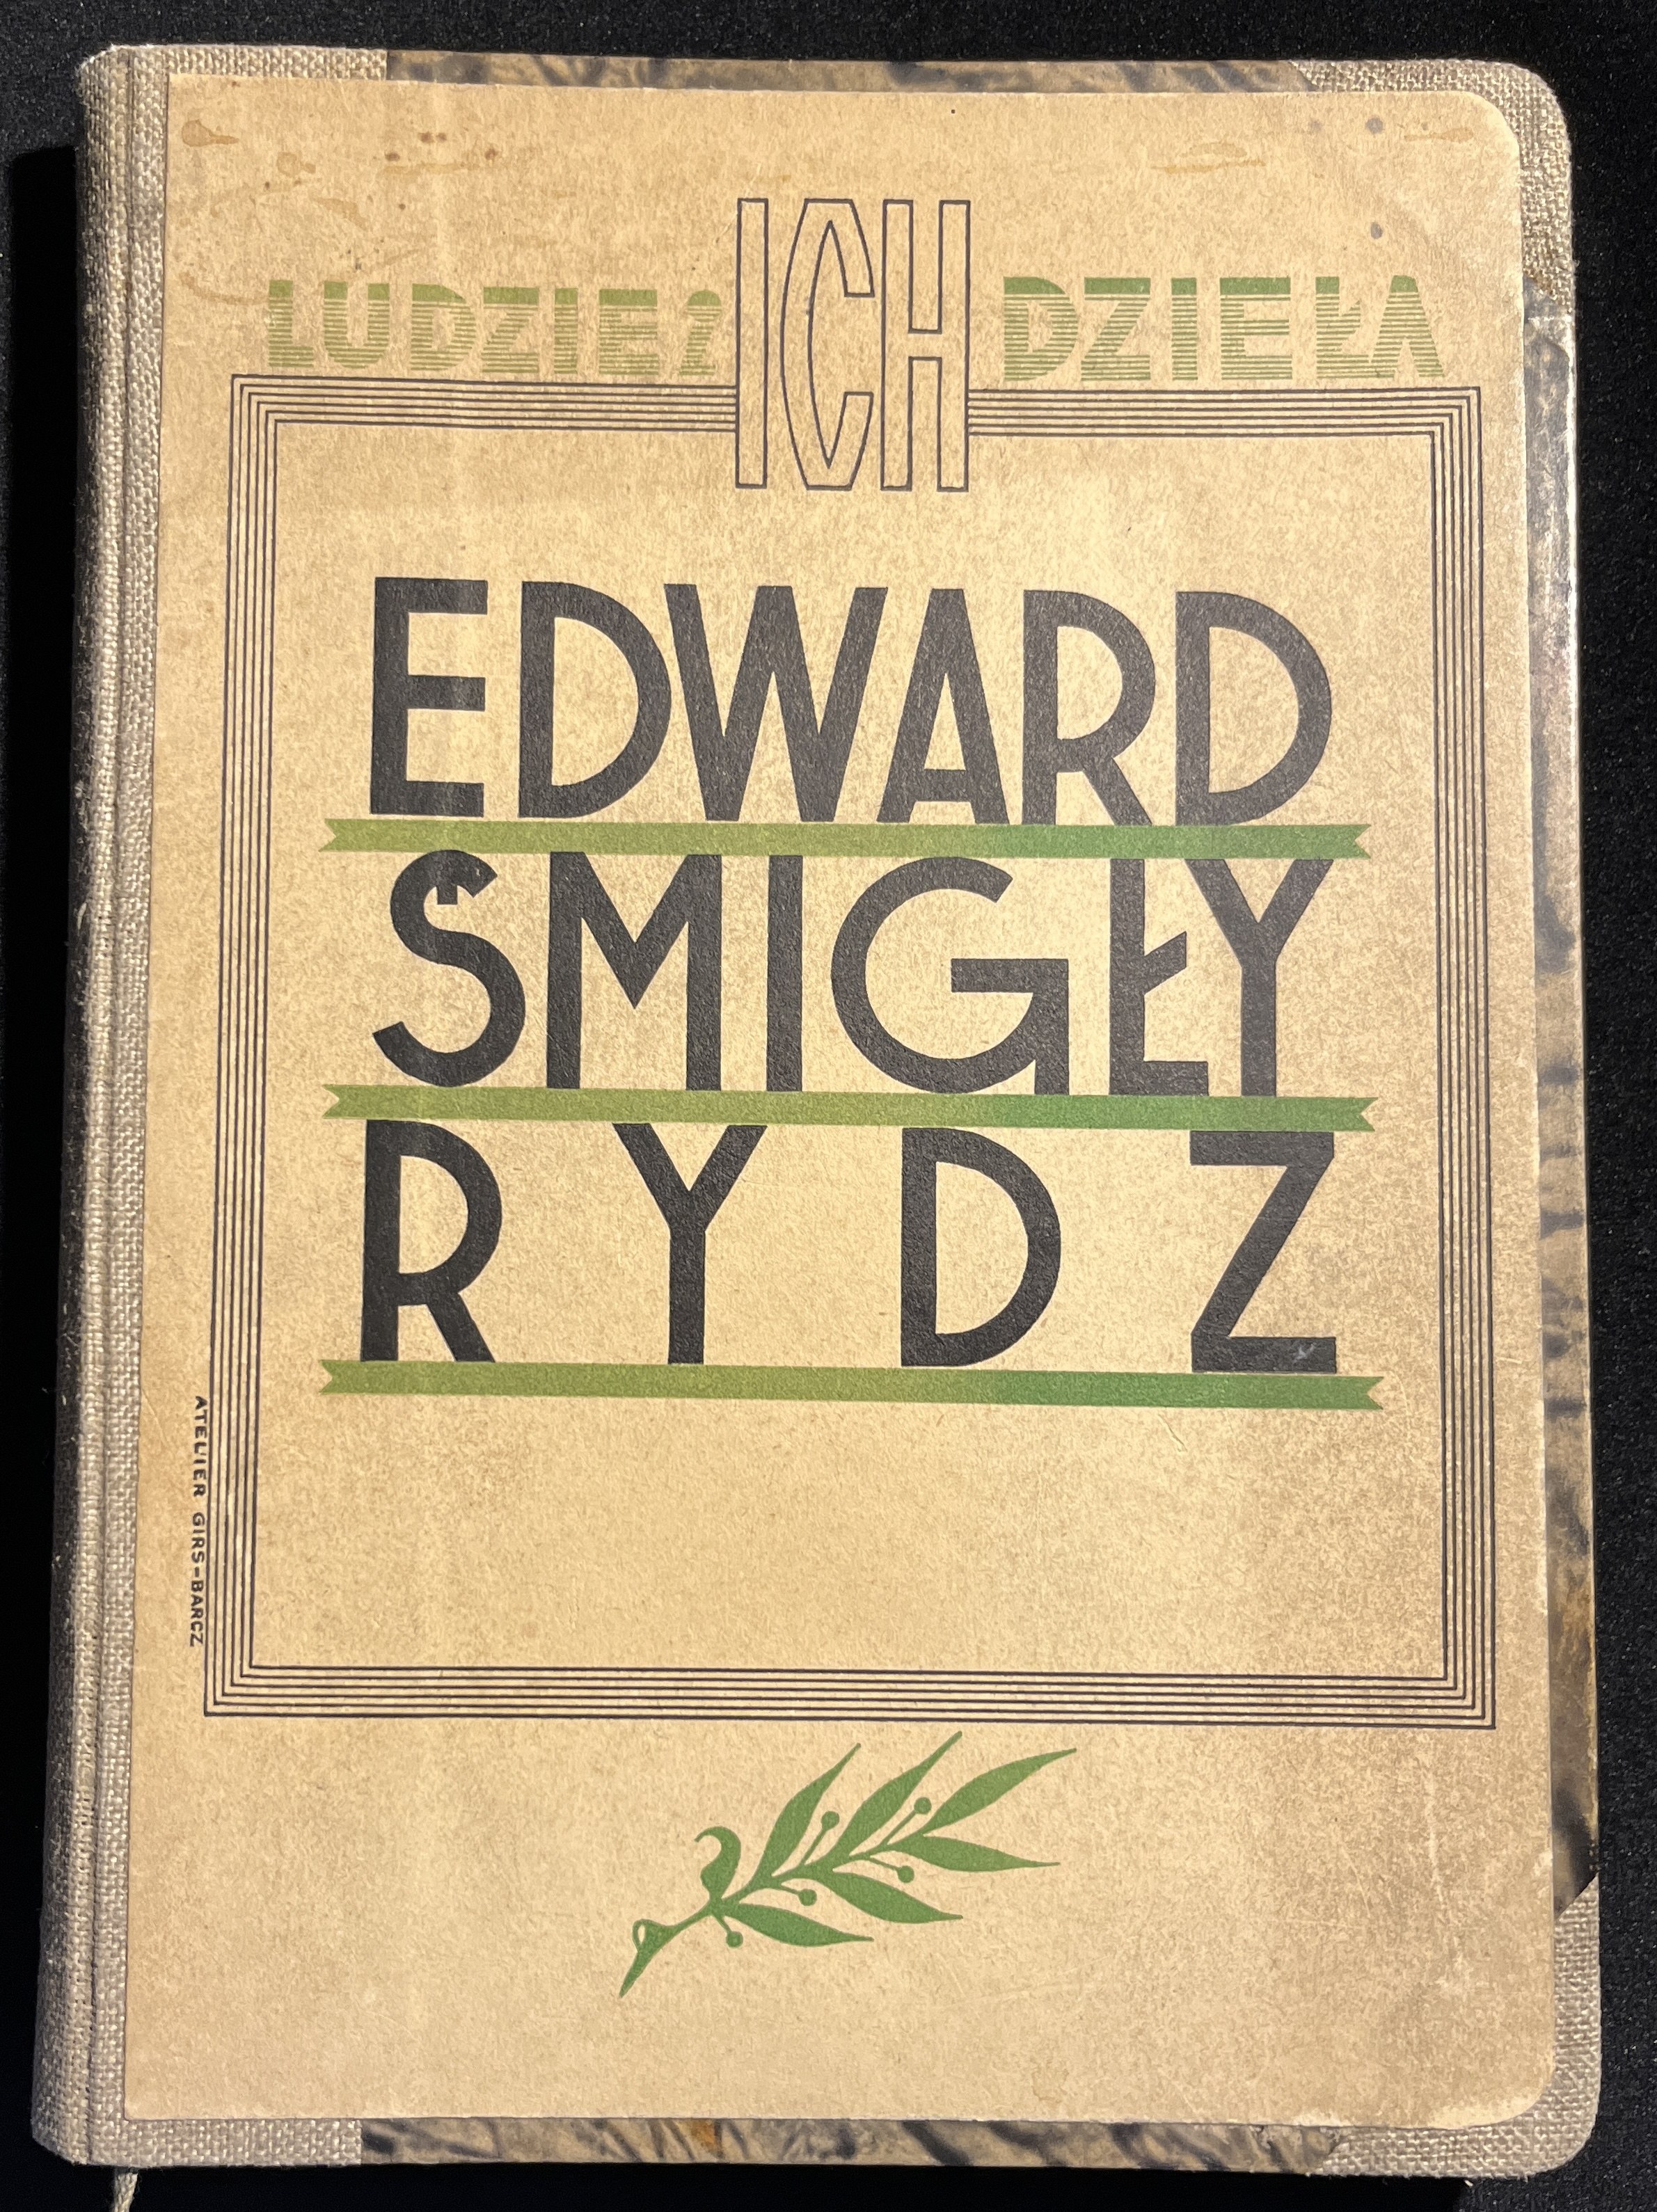 LUDZIE & ICH DZIEŁA
EDWARD
ŚMIGŁY
RYDZ
ATELIER GIRS-BARCZ